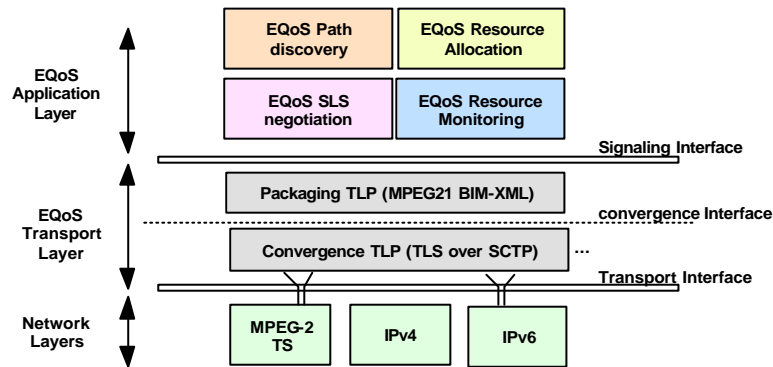 EQoS Path
discovery
EQoS Resource
Allocation
EQoS
Application
Layer
EQoS SLS
negotiation
EQoS Resource
Monitoring
Signaling Interface
Packaging TLP (MPEG21 BIM-XML)
EQoS
Transport
Layer
convergence Interface
Convergence TLP (TLS over SCTP)
...
Transport Interface
Network
Layers
MPEG-2
TS
IPv4
IPv6